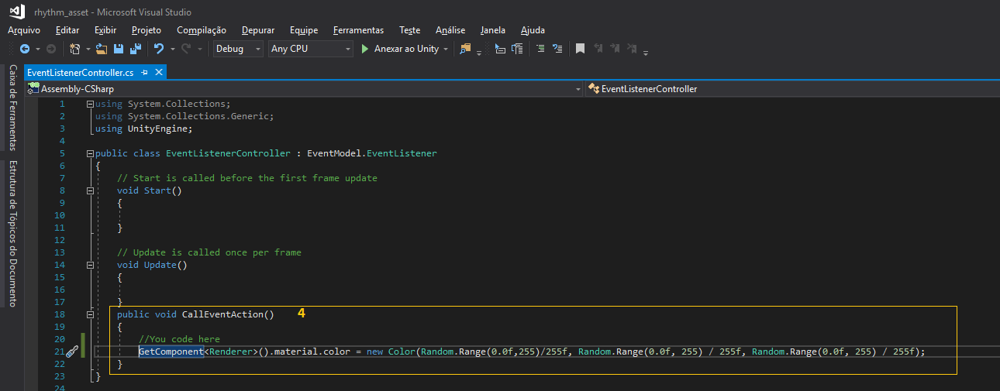 rhythm_asset - Microsoft Visual Studio
Arquivo Editar Exibir Projeto Compilação Depurar Equipe Ferramentas Teste Análise Janela Ajuda
Debug Any CPU Anexar ao Unity
EventListenerController.cs
Assembly-CSharp EventListenerController
Caixa de Ferramentas
Estrutura de Tópicos do Documento
1 using System.Collections;
2 using System.Collections.Generic;
3 using UnityEngine;
4
5 public class EventListenerController : EventModel.EventListener
6 {
7 // Start is called before the first frame update
8 void Start()
9 {
10
11 }
12
13 // Update is called once per frame
14 void Update()
15 {
16
17 }
18 public void CallEventAction() 4
19 {
20 //You code here
21 GetComponent<Renderer>().material.color = new Color(Random.Range(0.0f,255)/255f, Random.Range(0.0f, 255) / 255f, Random.Range(0.0f, 255) / 255f);
22 }
23 }
24